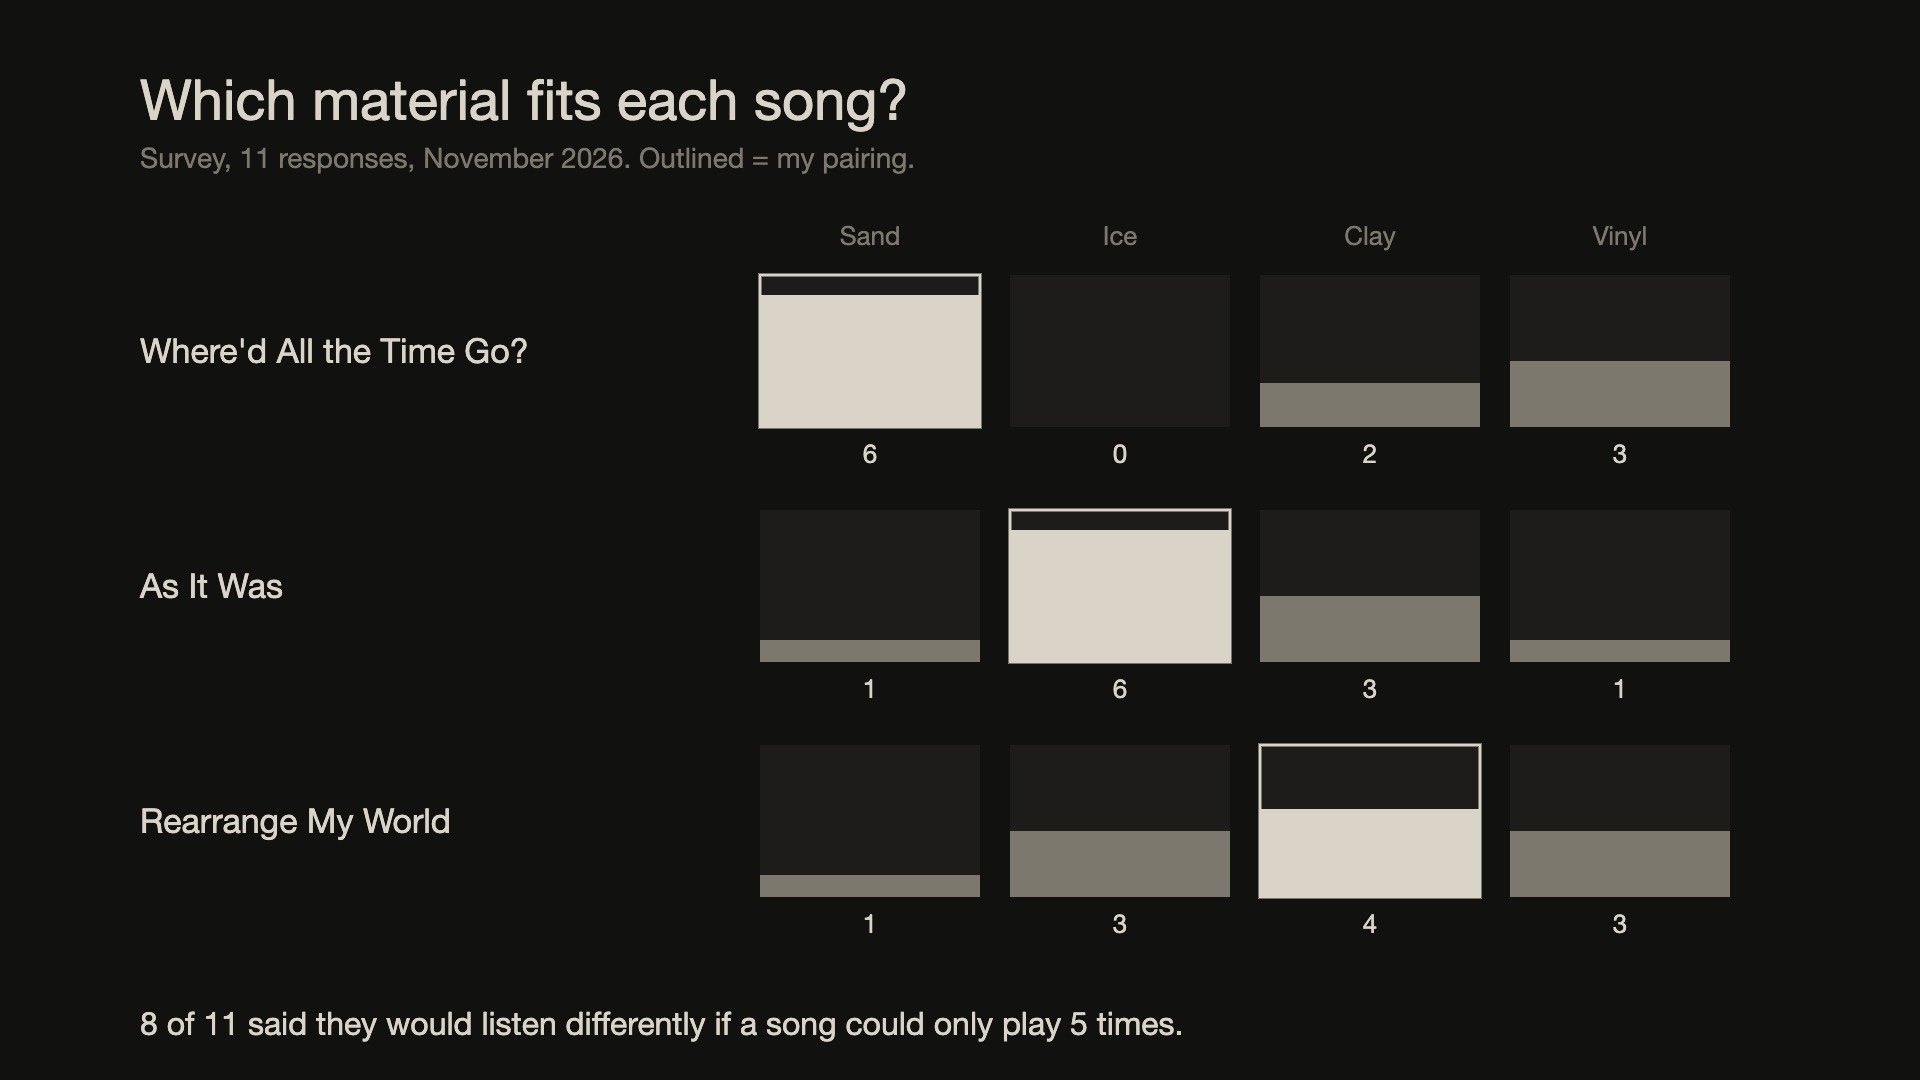 Which material fits each song?
Survey, 11 responses, November 2026. Outlined = my pairing.
Sand Ice Clay Vinyl
Where'd All the Time Go?
6 0 2 3
As It Was
1 6 3 1
Rearrange My World
1 3 4 3
8 of 11 said they would listen differently if a song could only play 5 times.